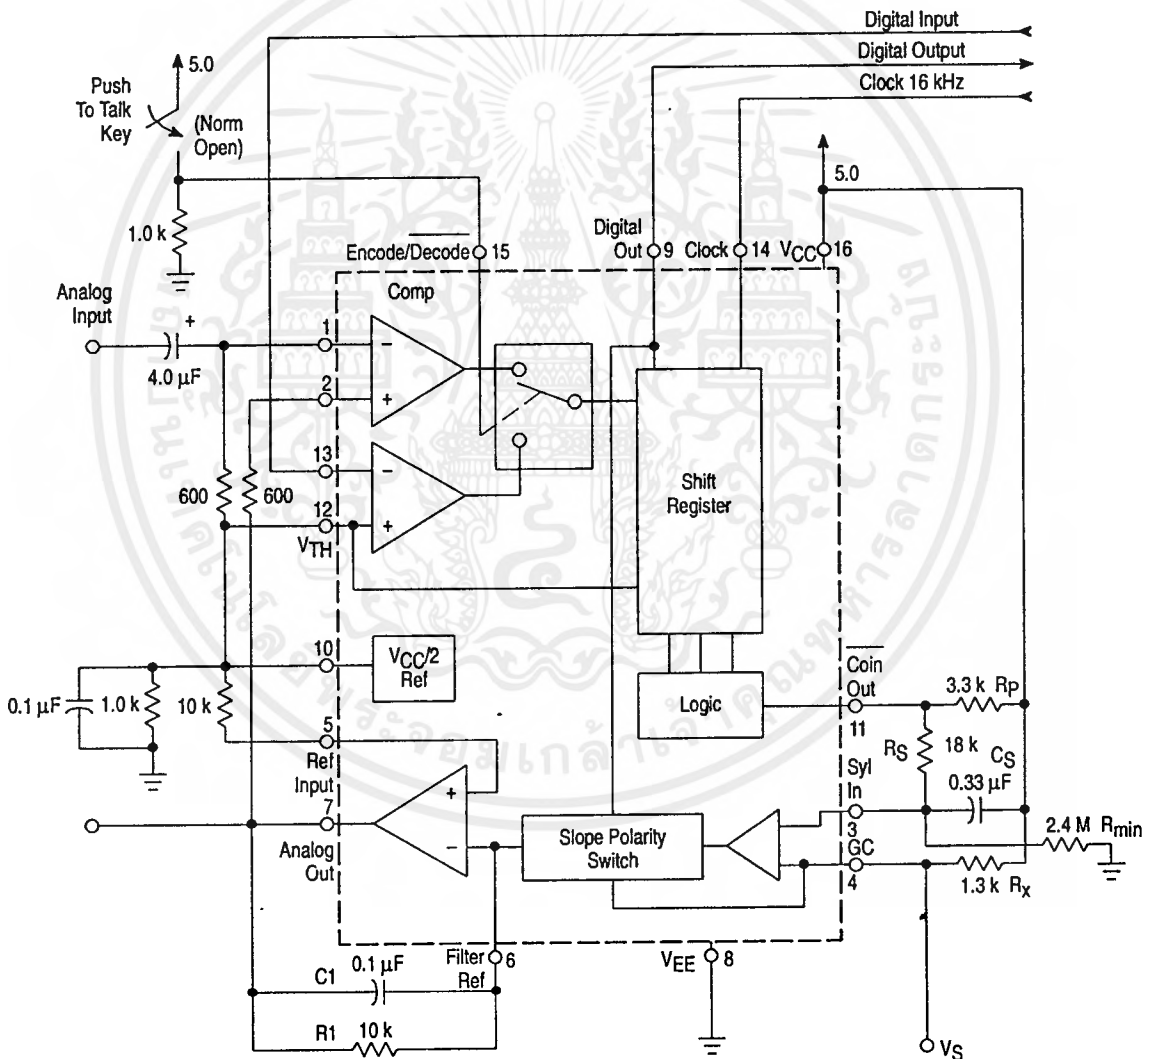 Digital Input
Digital Output
Clock 16 kHz
5.0
Push
To Talk
Key
(Norm
Open)
5.0
1.0 k
Encode/Decode
15
Digital
Out
9
Clock
14
VCC
16
Analog
Input
+
4.0 µF
Comp
1
−
2
+
13
−
600
600
12
+
VTH
Shift
Register
10
VCC/2
Ref
0.1 µF
1.0 k
10 k
5
Ref
Input
+
7
−
Analog
Out
Logic
Coin
Out
11
3.3 k RP
RS
18 k
CS
0.33 µF
Syl
In
3
2.4 M Rmin
GC
4
1.3 k Rx
Slope Polarity
Switch
Filter
Ref
6
VEE
8
C1
0.1 µF
R1
10 k
VS